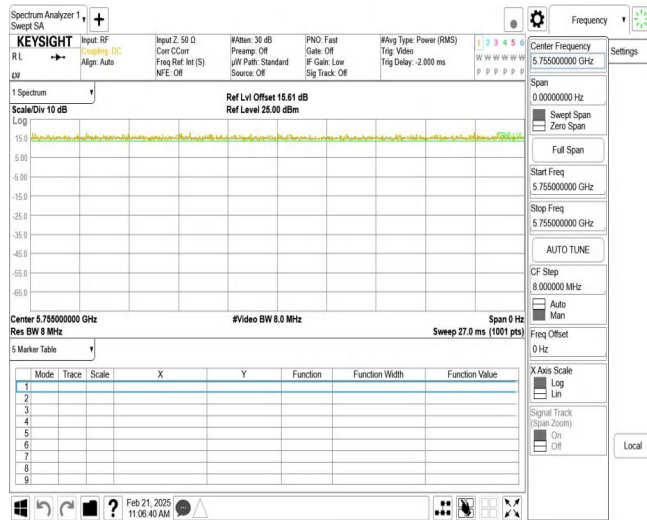 Spectrum Analyzer 1
Swept SA
Frequency
KEYSIGHT
RL
Input: RF
Coupling: DC
Align: Auto
Input Z: 50 Ω
Corr CCorr
Freq Ref: Int (S)
NFE: Off
#Atten: 30 dB
Preamp: Off
µW Path: Standard
Source: Off
PNO: Fast
Gate: Off
IF Gain: Low
Sig Track: Off
#Avg Type: Power (RMS)
Trig: Video
Trig Delay: -2.000 ms
1 2 3 4 5 6
W W W W W W
P P P P P P
Center Frequency
5.755000000 GHz
Settings
Span
0.00000000 Hz
Swept Span
Zero Span
Full Span
Start Freq
5.755000000 GHz
Stop Freq
5.755000000 GHz
AUTO TUNE
CF Step
8.000000 MHz
Auto
Man
Freq Offset
0 Hz
X Axis Scale
Log
Lin
Signal Track
(Span Zoom)
On
Off
Local
1 Spectrum
Scale/Div 10 dB
Ref Lvl Offset 15.61 dB
Ref Level 25.00 dBm
Log
15.0
5.00
-5.00
-15.0
-25.0
-35.0
-45.0
-55.0
-65.0
Center 5.755000000 GHz
#Video BW 8.0 MHz
Span 0 Hz
Res BW 8 MHz
Sweep 27.0 ms (1001 pts)
5 Marker Table
Mode Trace Scale X Y Function Function Width Function Value
1
2
3
4
5
6
7
8
9
?
Feb 21, 2025
11:06:40 AM